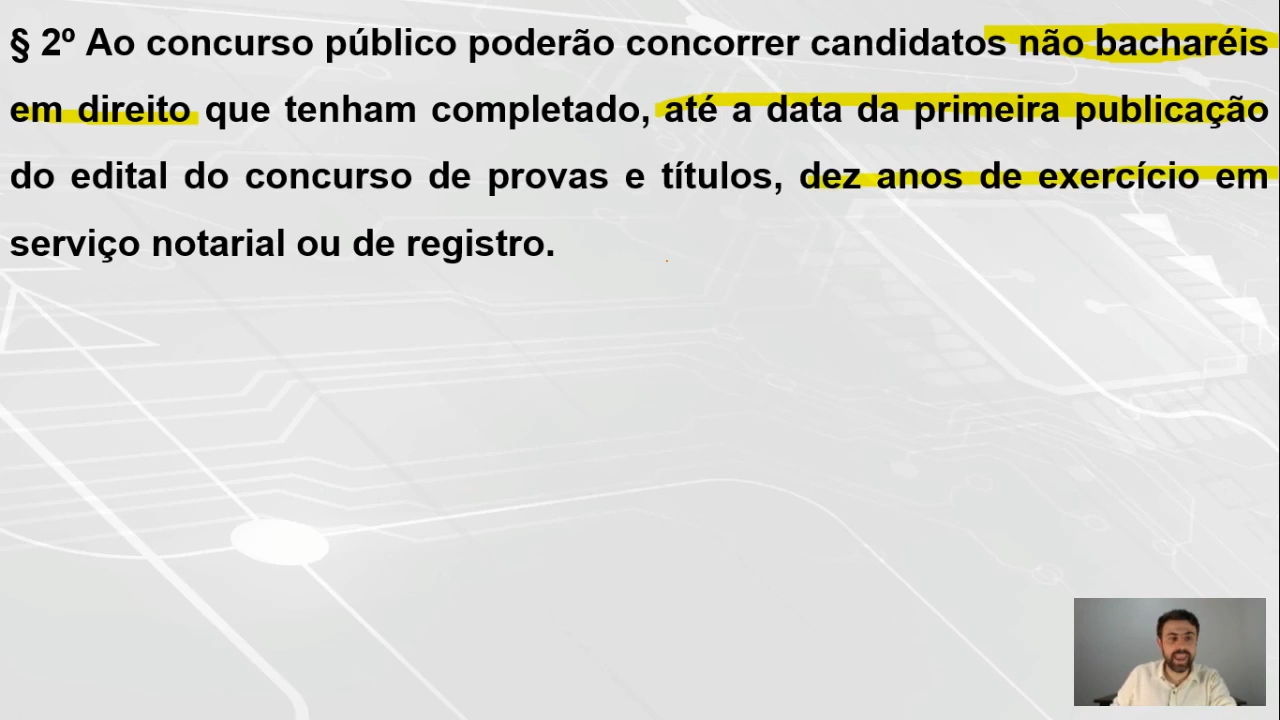 § 2º Ao concurso público poderão concorrer candidatos não bacharéis
em direito que tenham completado, até a data da primeira publicação
do edital do concurso de provas e títulos, dez anos de exercício em
serviço notarial ou de registro.